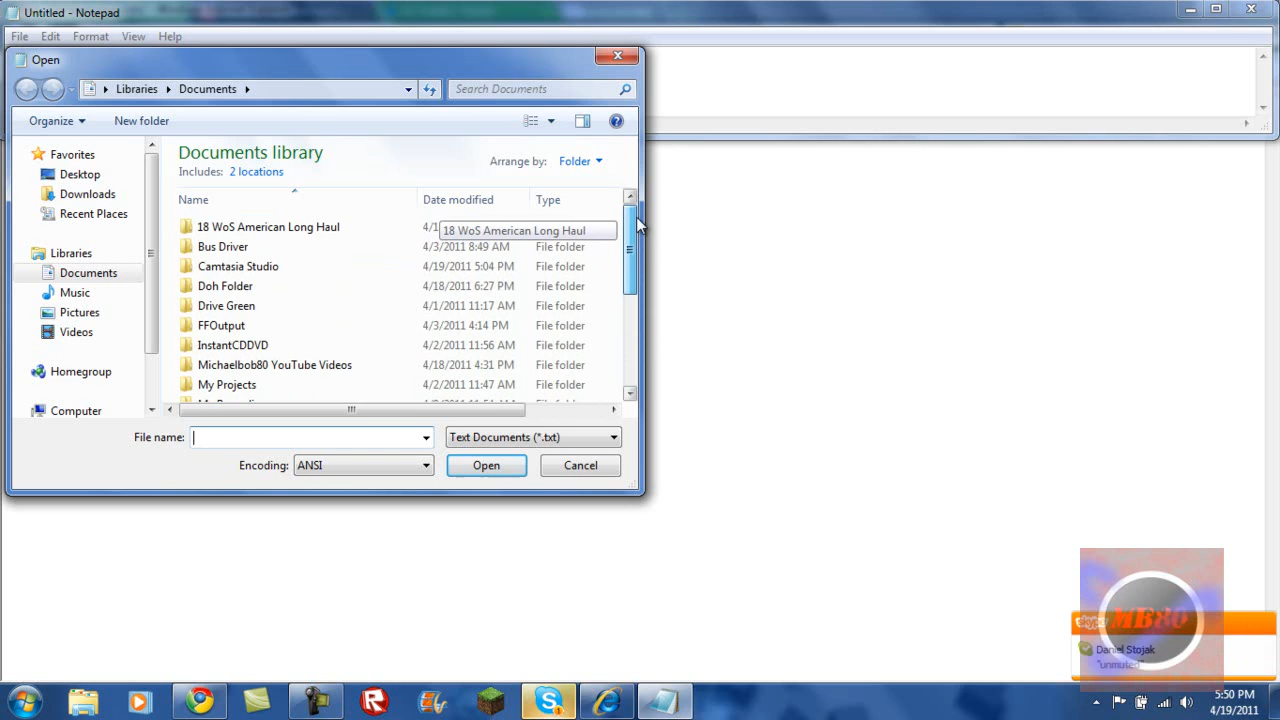 Untitled - Notepad
File Edit Format View Help
Open
Libraries Documents
Search Documents
Organize New folder
Favorites
Desktop
Downloads
Recent Places
Libraries
Documents
Music
Pictures
Videos
Homegroup
Computer
Documents library
Includes: 2 locations
Arrange by: Folder
Name Date modified Type
18 WoS American Long Haul 4/1 18 WoS American Long Haul
Bus Driver 4/3/2011 8:49 AM File folder
Camtasia Studio 4/19/2011 5:04 PM File folder
Doh Folder 4/18/2011 6:27 PM File folder
Drive Green 4/1/2011 11:17 AM File folder
FFOutput 4/3/2011 4:14 PM File folder
InstantCDDVD 4/2/2011 11:56 AM File folder
Michaelbob80 YouTube Videos 4/18/2011 4:31 PM File folder
My Projects 4/2/2011 11:47 AM File folder
File name:
Text Documents (*.txt)
Encoding: ANSI
Open Cancel
skype
MB80
Daniel Stojak
"unmuted"
5:50 PM
4/19/2011